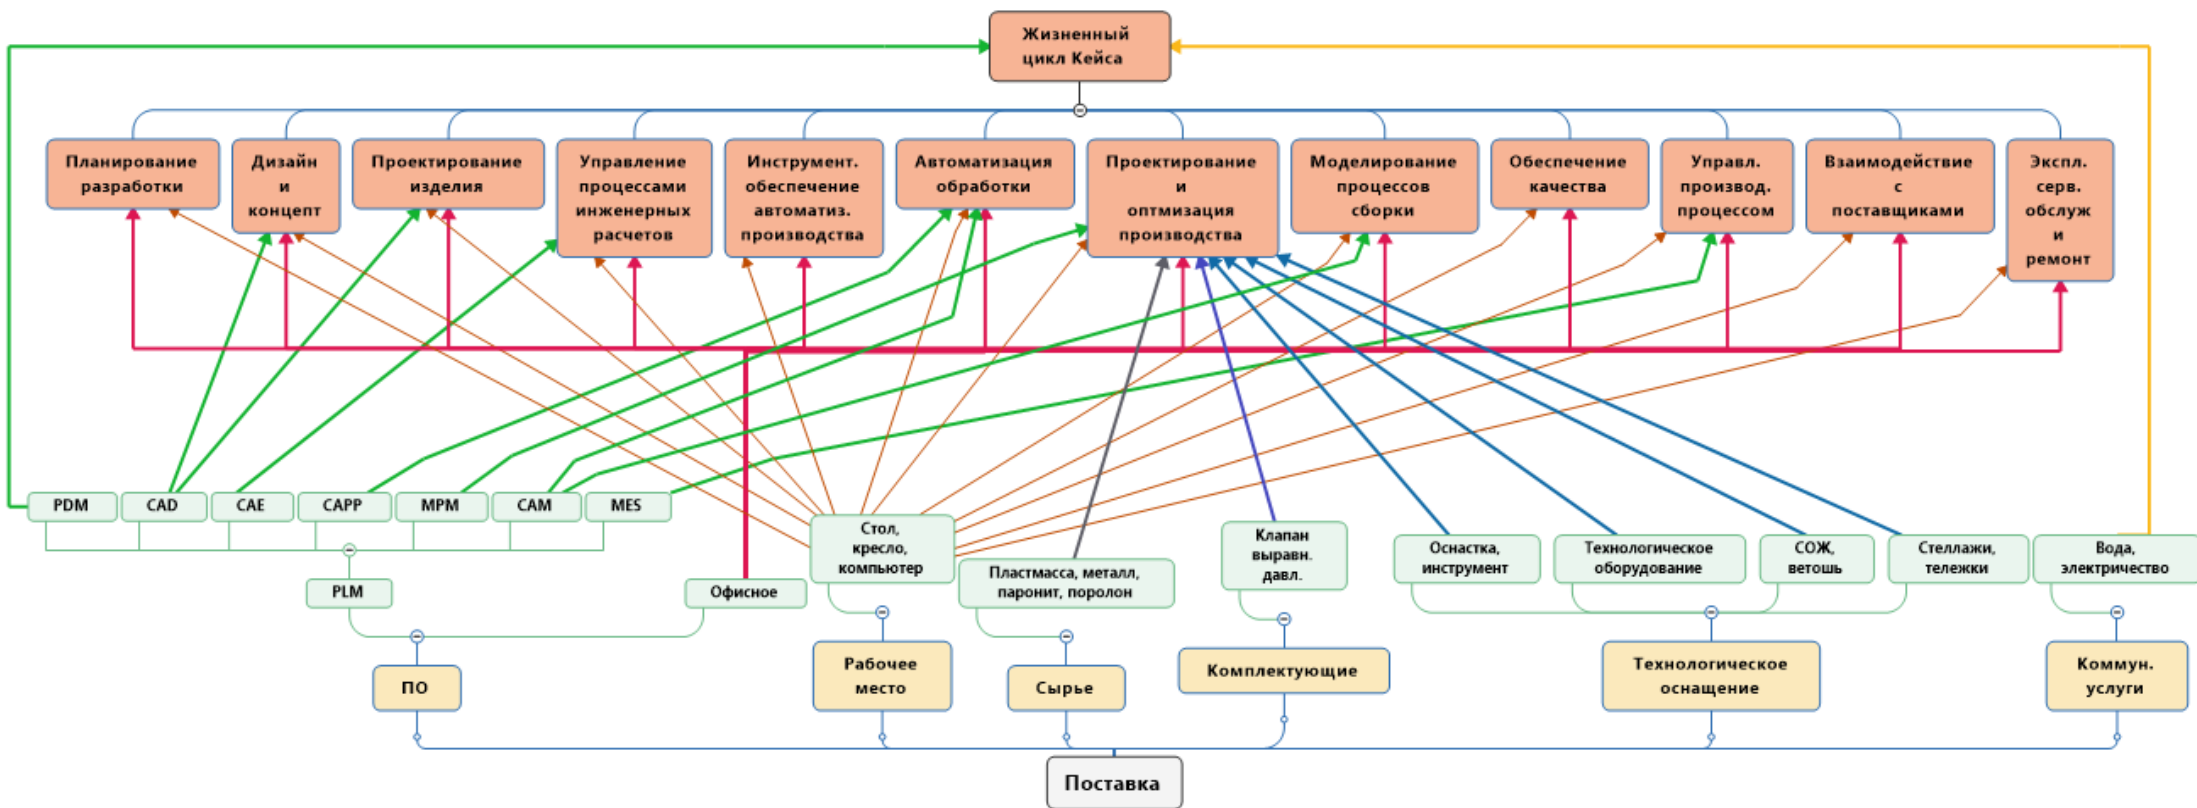 Жизненный
цикл Кейса
Планирование
разработки
Дизайн
и
концепт
Проектирование
изделия
Управление
процессами
инженерных
расчетов
Инструмент.
обеспечение
автоматиз.
производства
Автоматизация
обработки
Проектирование
и
оптмизация
производства
Моделирование
процессов
сборки
Обеспечение
качества
Управл.
производ.
процессом
Взаимодействие
с
поставщиками
Экспл.
серв.
обслуж
и
ремонт
PDM
CAD
CAE
CAPP
MPM
CAM
MES
Стол,
кресло,
компьютер
Пластмасса, металл,
паронит, поролон
Клапан
выравн.
давл.
Оснастка,
инструмент
Технологическое
оборудование
СОЖ,
ветошь
Стеллажи,
тележки
Вода,
электричество
PLM
Офисное
ПО
Рабочее
место
Сырье
Комплектующие
Технологическое
оснащение
Коммун.
услуги
Поставка